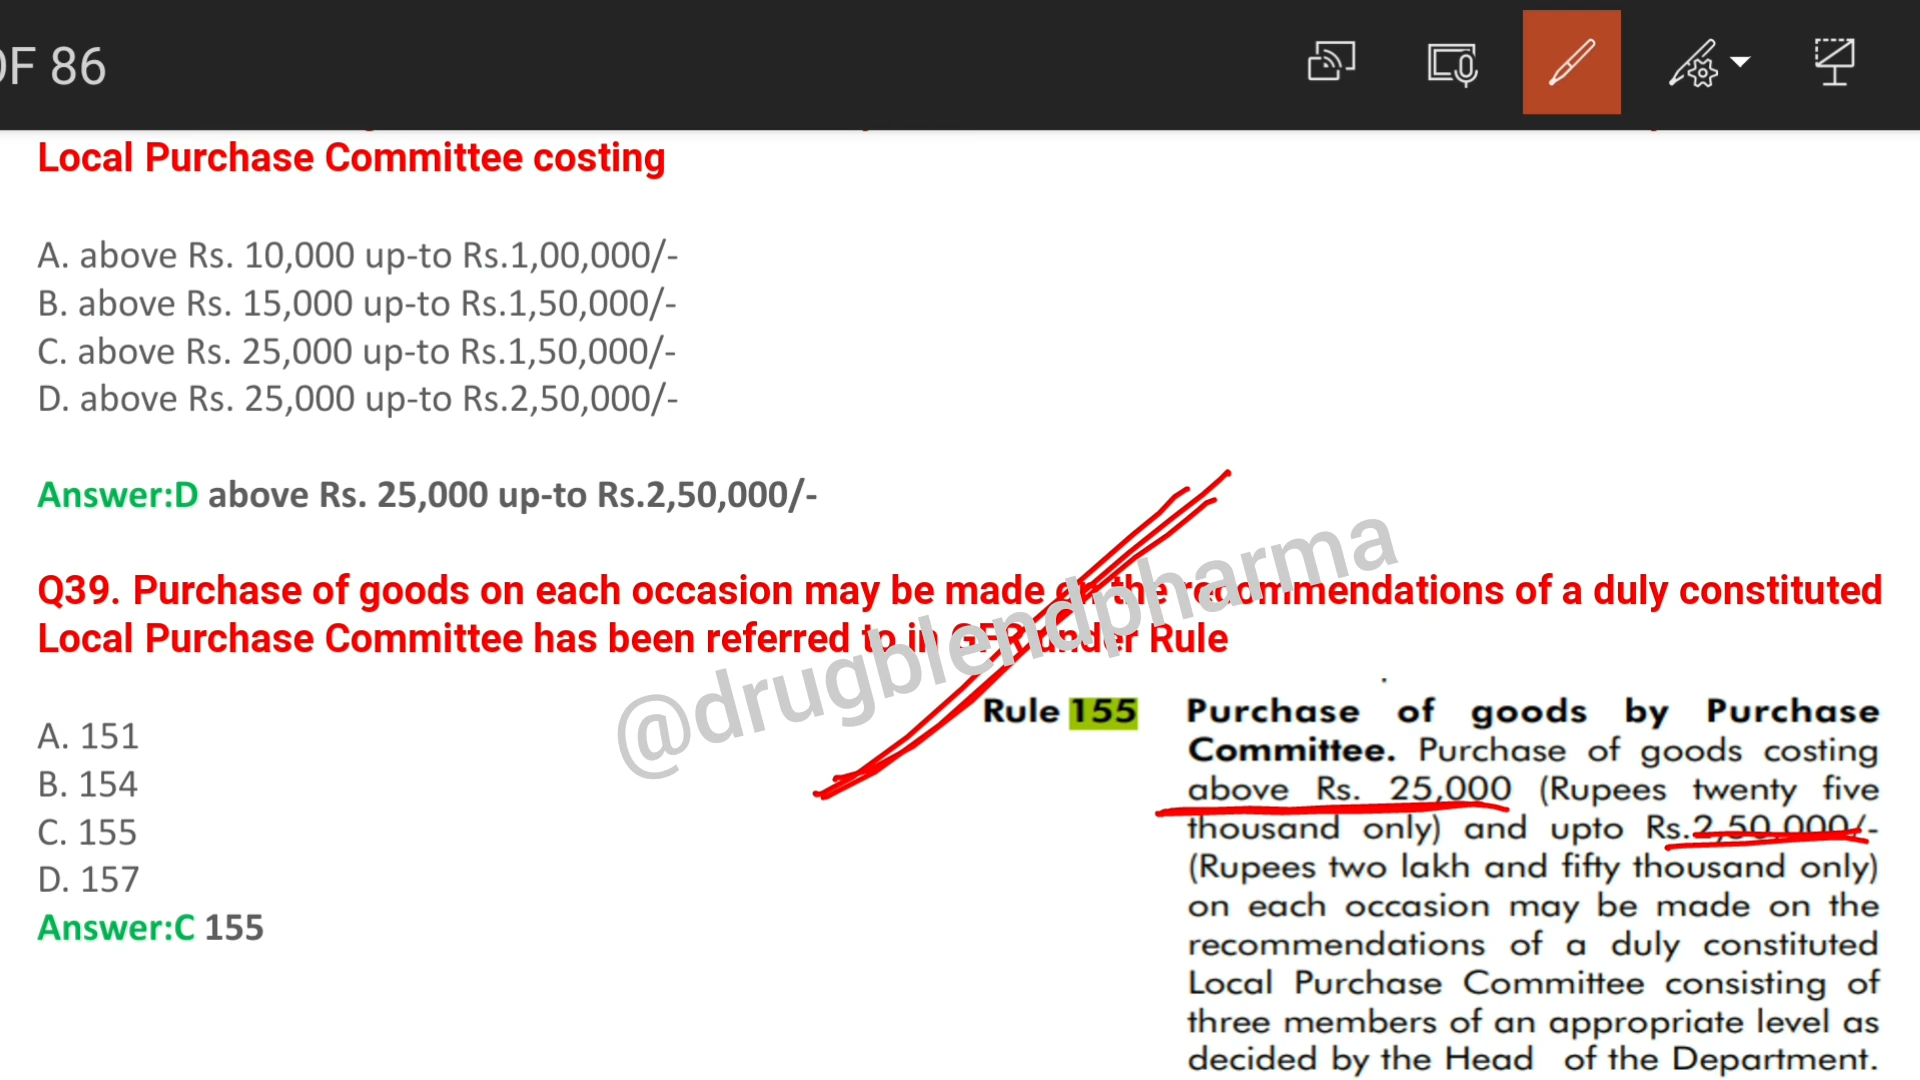 OF 86
Local Purchase Committee costing
A. above Rs. 10,000 up-to Rs.1,00,000/-
B. above Rs. 15,000 up-to Rs.1,50,000/-
C. above Rs. 25,000 up-to Rs.1,50,000/-
D. above Rs. 25,000 up-to Rs.2,50,000/-
Answer:D above Rs. 25,000 up-to Rs.2,50,000/-
Q39. Purchase of goods on each occasion may be made on the recommendations of a duly constituted
Local Purchase Committee has been referred to in GFR under Rule
@drugblendpharma
A. 151
B. 154
C. 155
D. 157
Answer:C 155
Rule 155 Purchase of goods by Purchase
Committee. Purchase of goods costing
above Rs. 25,000 (Rupees twenty five
thousand only) and upto Rs.2,50,000/-
(Rupees two lakh and fifty thousand only)
on each occasion may be made on the
recommendations of a duly constituted
Local Purchase Committee consisting of
three members of an appropriate level as
decided by the Head of the Department.